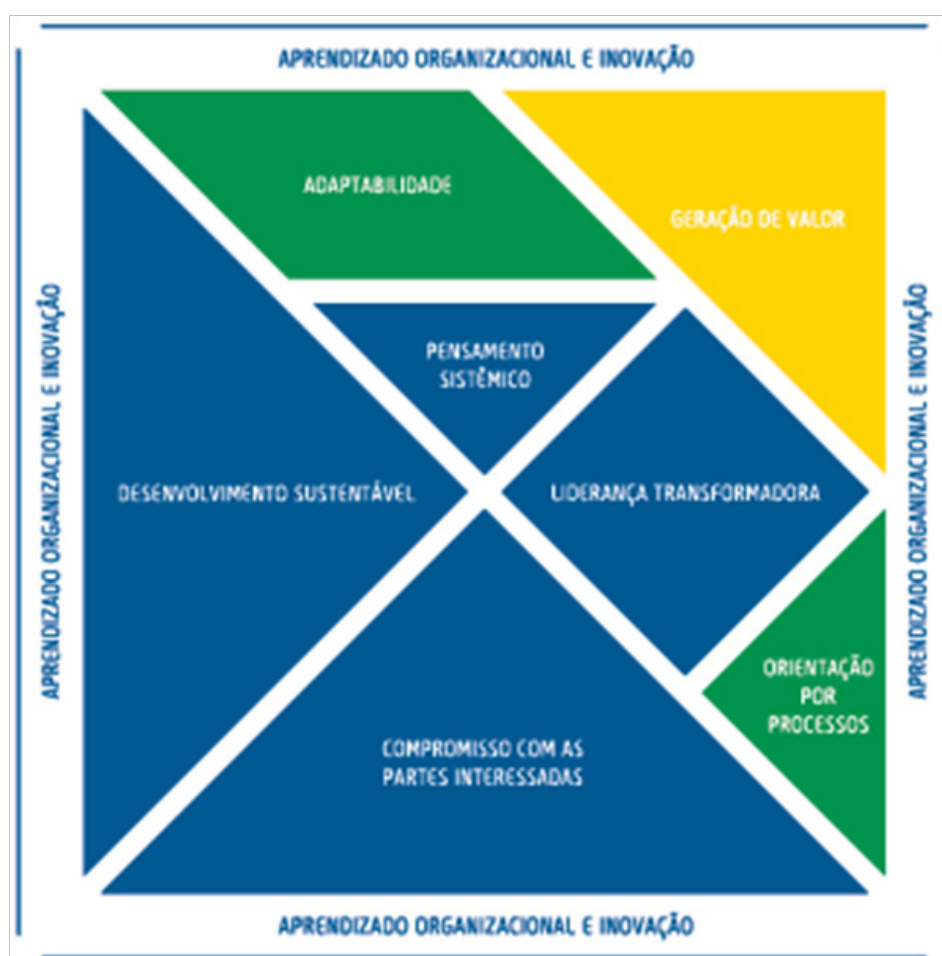 APRENDIZADO ORGANIZACIONAL E INOVAÇÃO
ADAPTABILIDADE
GERAÇÃO DE VALOR
APRENDIZADO ORGANIZACIONAL E INOVAÇÃO
PENSAMENTO
SISTÊMICO
APRENDIZADO ORGANIZACIONAL E INOVAÇÃO
DESENVOLVIMENTO SUSTENTÁVEL
LIDERANÇA TRANSFORMADORA
ORIENTAÇÃO
POR
PROCESSOS
COMPROMISSO COM AS
PARTES INTERESSADAS
APRENDIZADO ORGANIZACIONAL E INOVAÇÃO